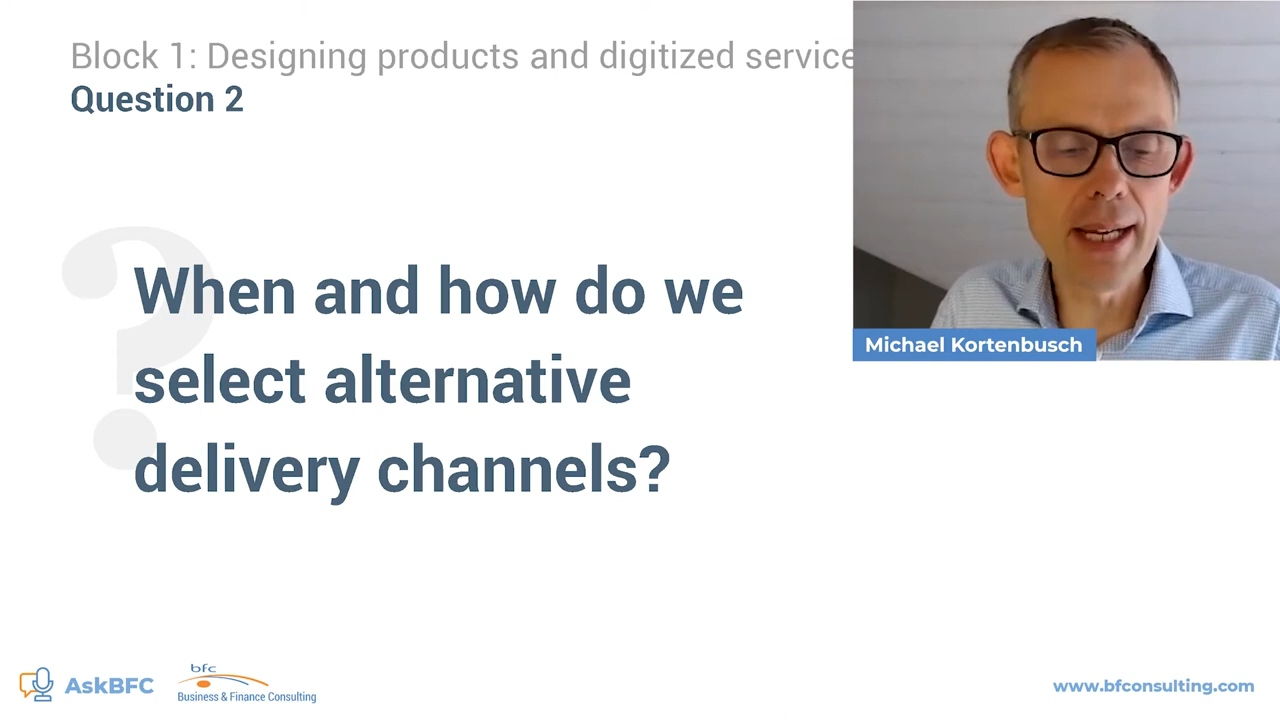 Block 1: Designing products and digitized service
Question 2
?
When and how do we
select alternative
delivery channels?
Michael Kortenbusch
AskBFC
bfc
Business & Finance Consulting
www.bfconsulting.com